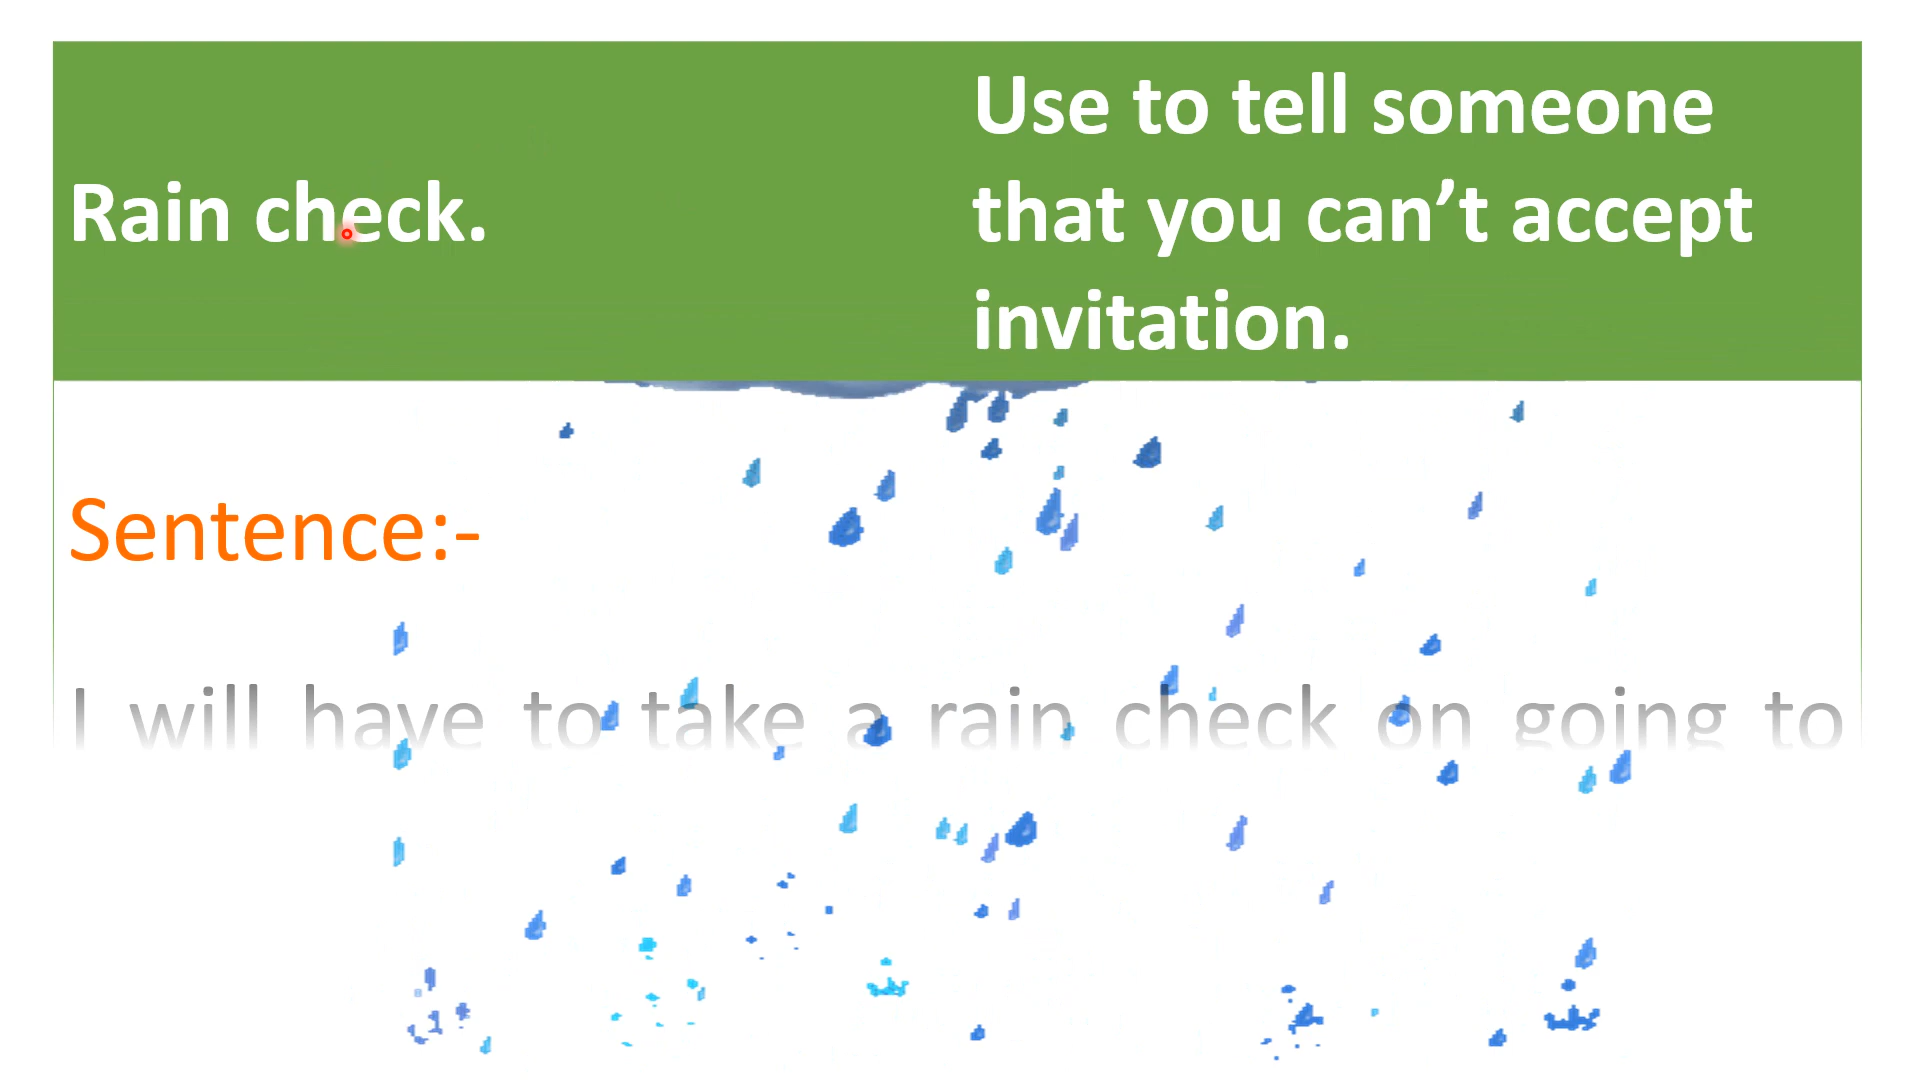 Rain check.
Use to tell someone
that you can’t accept
invitation.
Sentence:-
I will have to take a rain check on going to